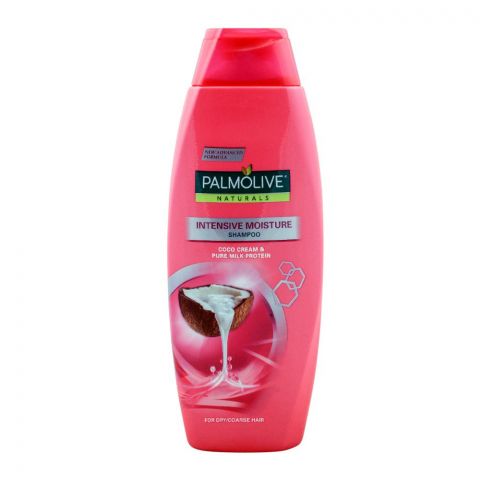 NEW ADVANCED
FORMULA
PALMOLIVE
NATURALS
INTENSIVE MOISTURE
SHAMPOO
COCO CREAM &
PURE MILK PROTEIN
FOR DRY/COARSE HAIR